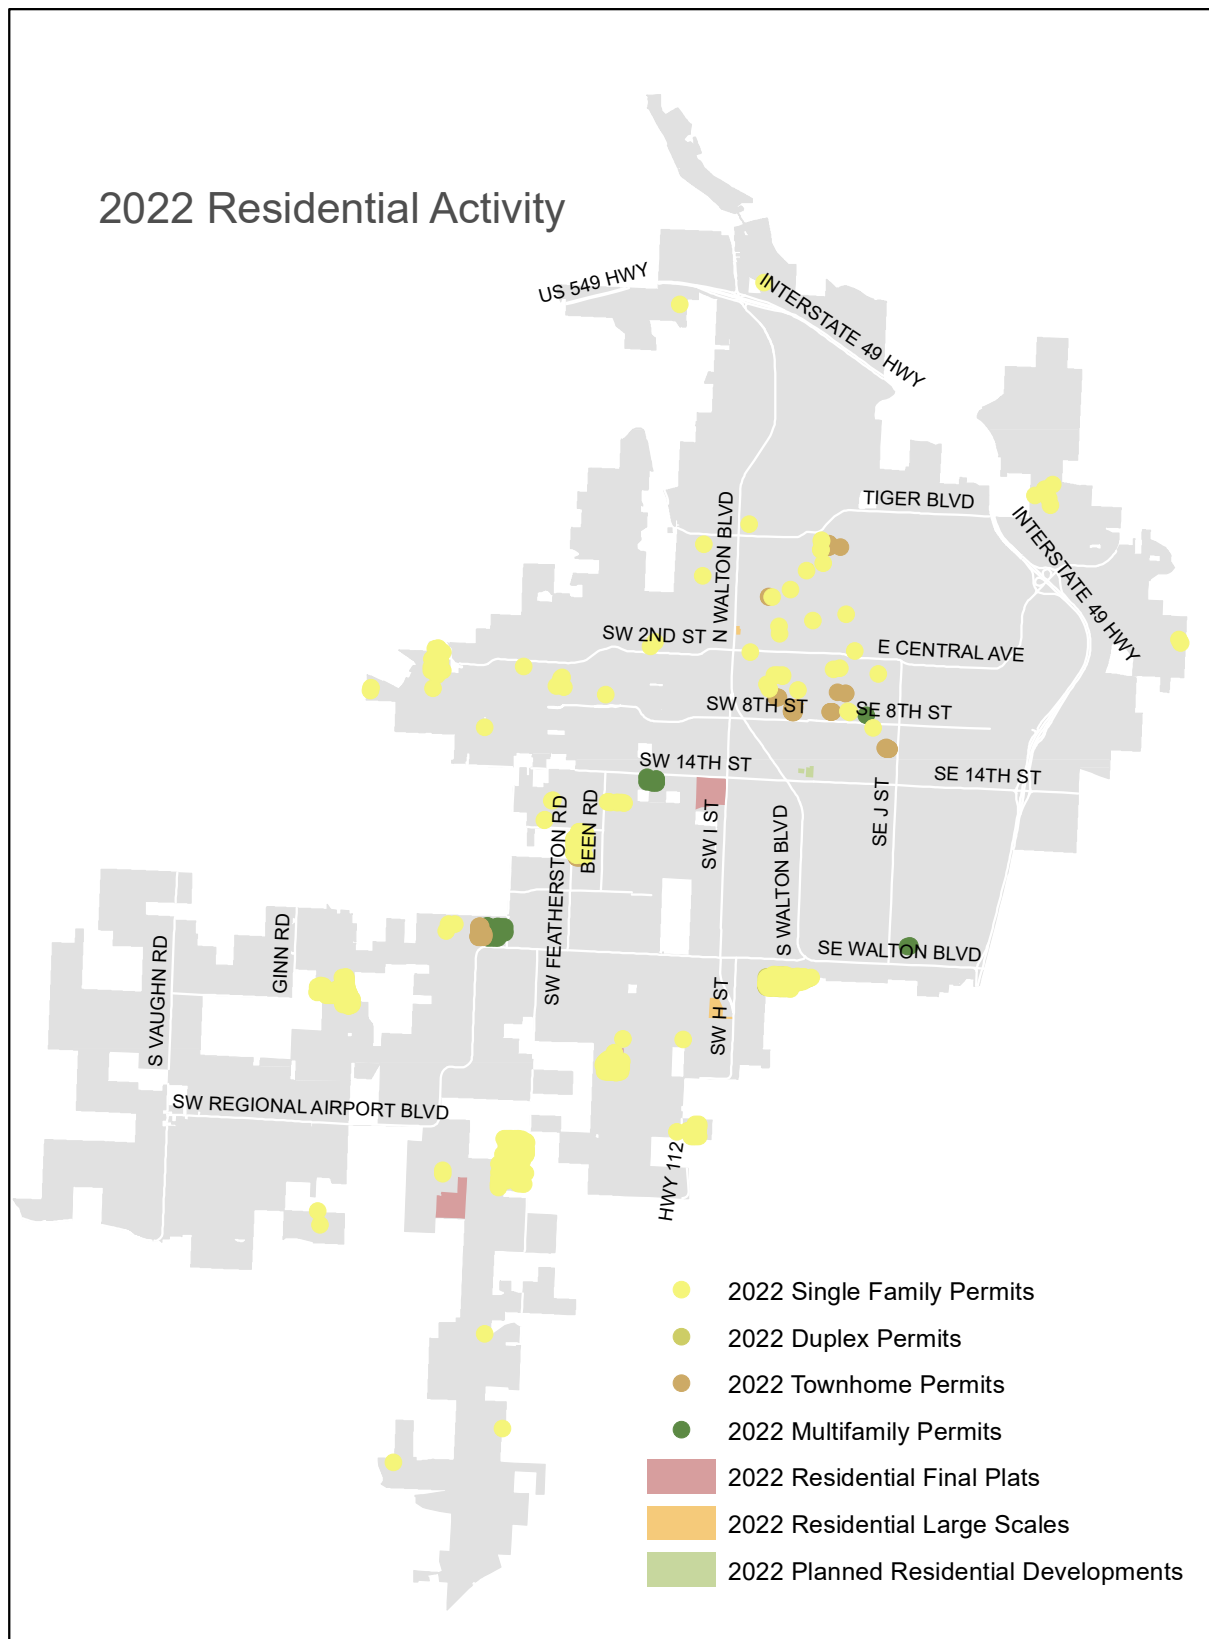 2022 Residential Activity
US 549 HWY
INTERSTATE 49 HWY
TIGER BLVD
INTERSTATE 49 HWY
N WALTON BLVD
SW 2ND ST
E CENTRAL AVE
SW 8TH ST
SE 8TH ST
SW 14TH ST
SE 14TH ST
SW FEATHERSTON RD
BEEN RD
SW I ST
S WALTON BLVD
SE J ST
S VAUGHN RD
GINN RD
SE WALTON BLVD
SW H ST
SW REGIONAL AIRPORT BLVD
HWY 112
2022 Single Family Permits
2022 Duplex Permits
2022 Townhome Permits
2022 Multifamily Permits
2022 Residential Final Plats
2022 Residential Large Scales
2022 Planned Residential Developments